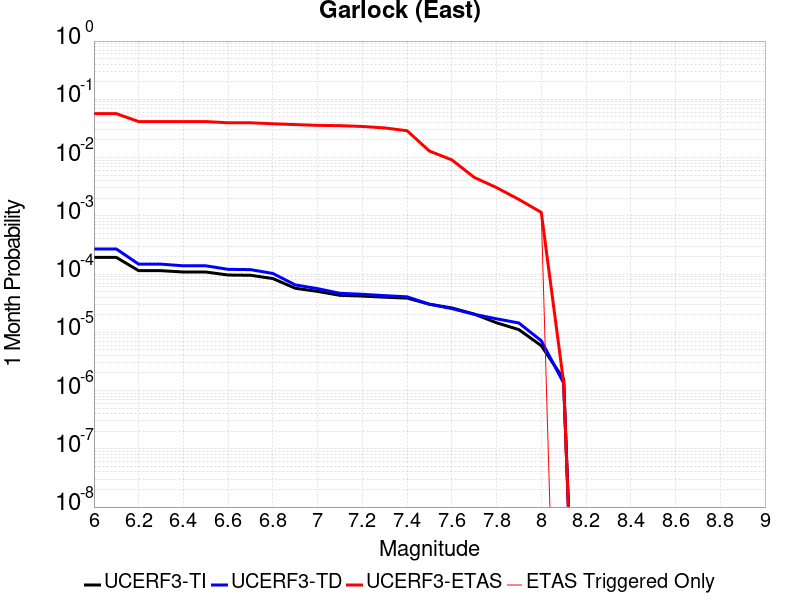 Garlock (East)
10^0
10^-1
10^-2
10^-3
10^-4
10^-5
10^-6
10^-7
10^-8
1 Month Probability
6 6.2 6.4 6.6 6.8 7 7.2 7.4 7.6 7.8 8 8.2 8.4 8.6 8.8 9
Magnitude
UCERF3-TI UCERF3-TD UCERF3-ETAS ETAS Triggered Only